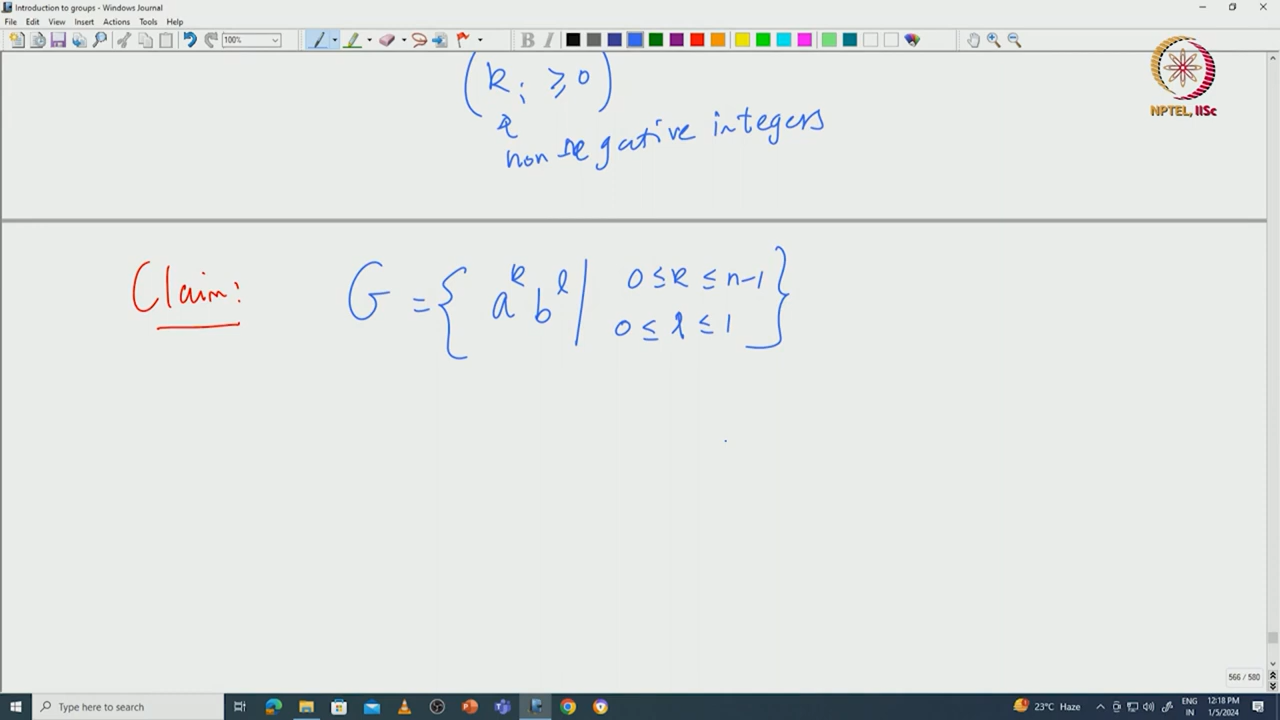 Introduction to groups - Windows Journal
File Edit View Insert Actions Tools Help
100%
B I
NPTEL, IISc
(k_i ≥ 0)
non negative integers
Claim: G = { a^k b^l | 0 ≤ k ≤ n-1
0 ≤ l ≤ 1 }
566 / 580
Type here to search
23°C Haze
ENG
IN
12:18 PM
1/5/2024